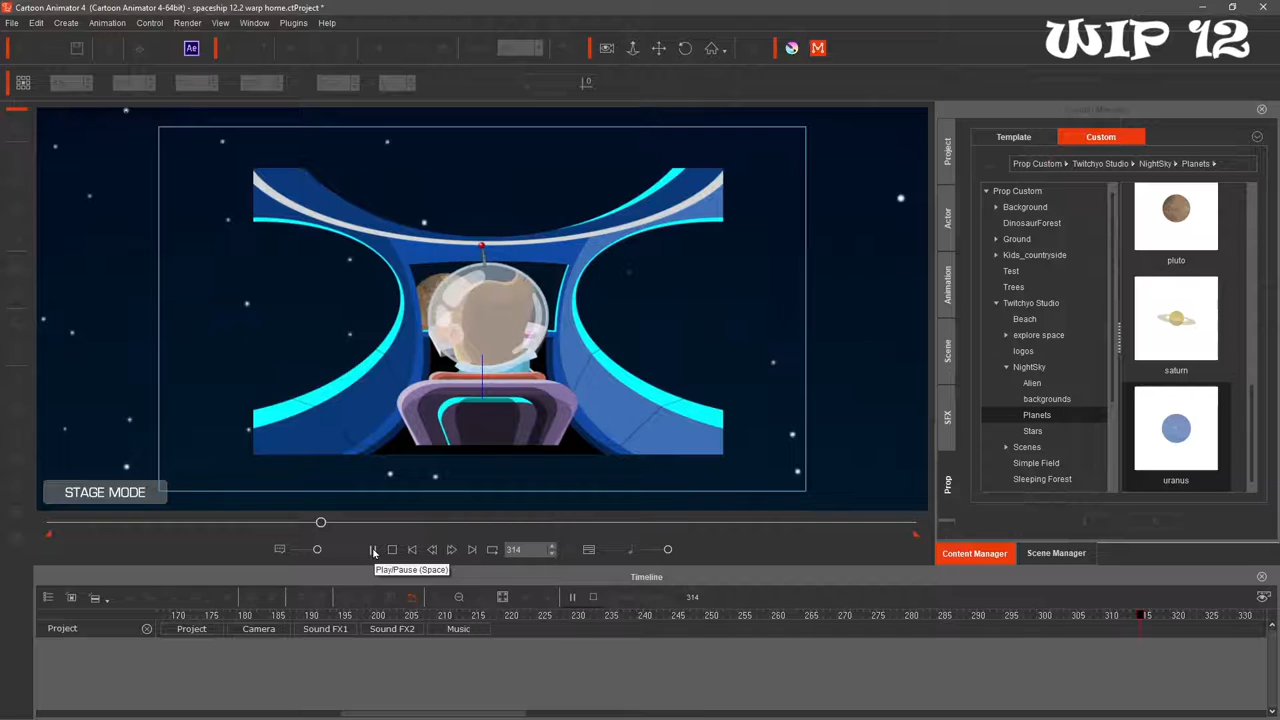 Cartoon Animator 4 (Cartoon Animator 4-64bit) - spaceship 12.2 warp home.ctProject *
File Edit Create Animation Control Render View Window Plugins Help
WIP 12
Ae
M
Template Custom
Prop Custom Twitchyo Studio NightSky Planets
Project
Actor
Animation
Scene
SFX
Prop
Prop Custom
Background
DinosaurForest
Ground
Kids_countryside
Test
Trees
Twitchyo Studio
Beach
explore space
logos
NightSky
Alien
backgrounds
Planets
Stars
Scenes
Simple Field
Sleeping Forest
pluto
saturn
uranus
STAGE MODE
314
Play/Pause (Space)
Content Manager Scene Manager
Timeline
314
170 175 180 185 190 195 200 205 210 215 220 225 230 235 240 245 250 255 260 265 270 275 280 285 290 295 300 305 310 315 320 325 330
Project Project Camera Sound FX1 Sound FX2 Music